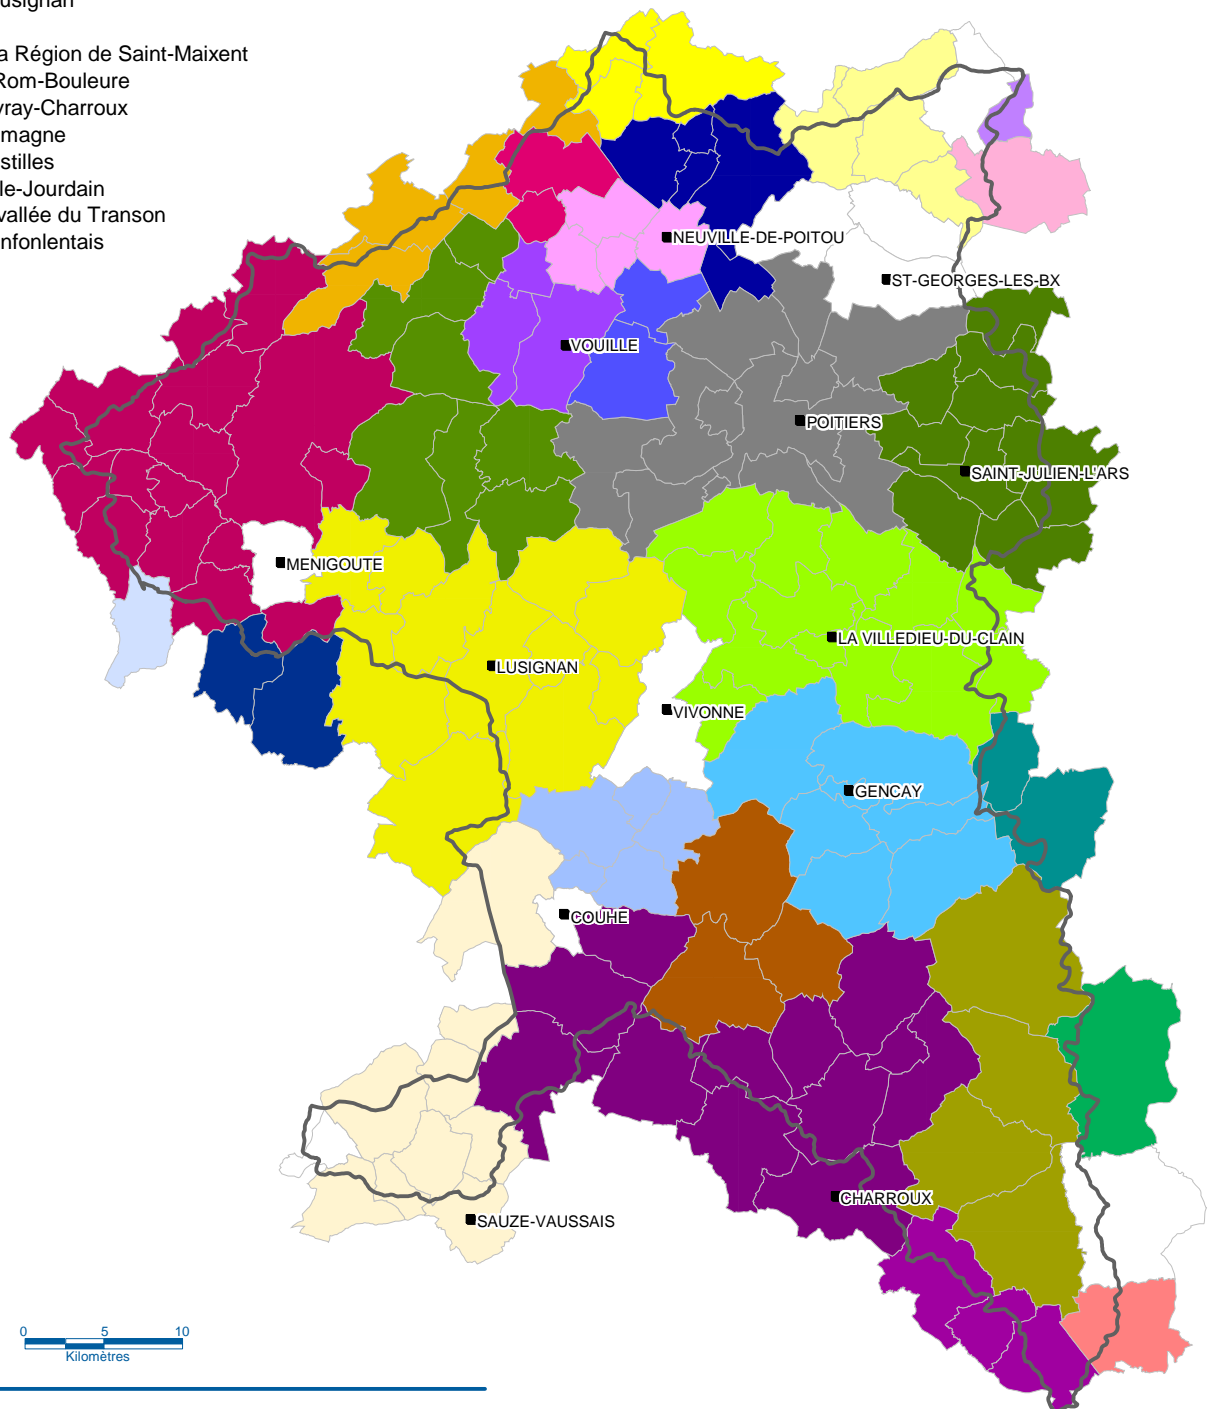 usignan
a Région de Saint-Maixent
Rom-Bouleure
vray-Charroux
magne
stilles
le-Jourdain
vallée du Transon
nfonlentais
NEUVILLE-DE-POITOU
ST-GEORGES-LES-BX
VOUILLE
POITIERS
SAINT-JULIEN-L'ARS
MENIGOUTE
LA VILLEDIEU-DU-CLAIN
LUSIGNAN
VIVONNE
GENCAY
COUHE
CHARROUX
SAUZE-VAUSSAIS
0 5 10
Kilomètres